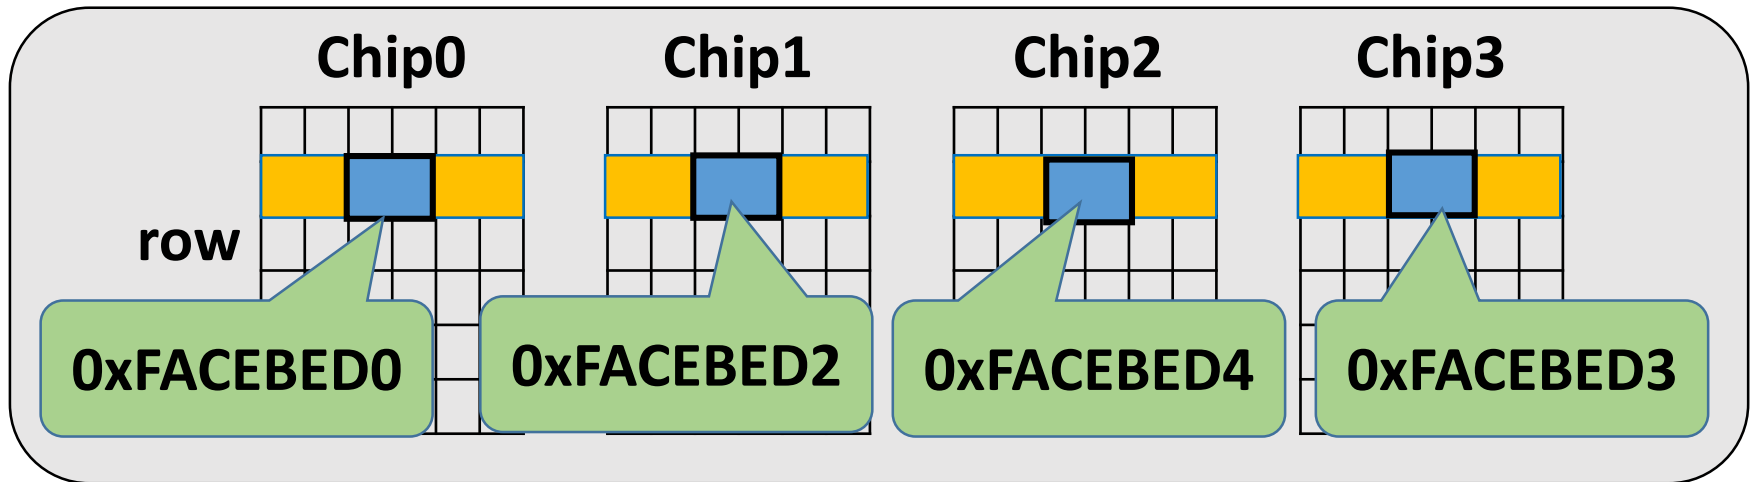 Chip0 Chip1 Chip2 Chip3
row
0xFACEBED0 0xFACEBED2 0xFACEBED4 0xFACEBED3